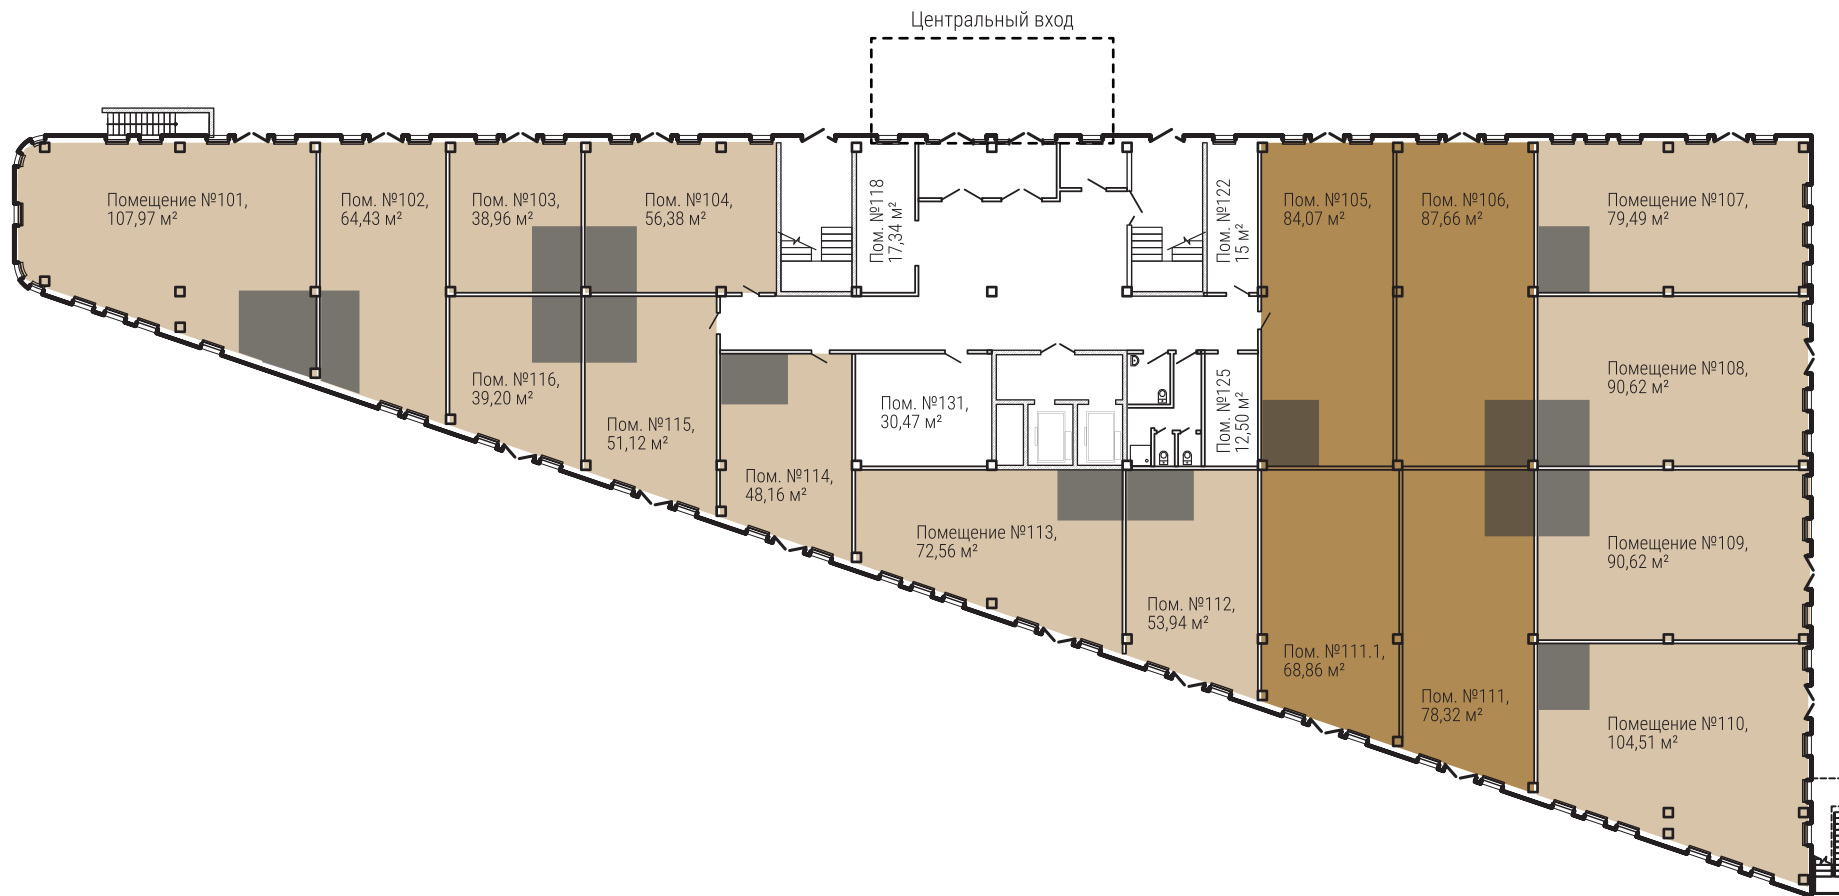 Центральный вход
Помещение №101,
107,97 м²
Пом. №102,
64,43 м²
Пом. №103,
38,96 м²
Пом. №104,
56,38 м²
Пом. №118
17,34 м²
Пом. №122
15 м²
Пом. №105,
84,07 м²
Пом. №106,
87,66 м²
Помещение №107,
79,49 м²
Пом. №116,
39,20 м²
Пом. №115,
51,12 м²
Пом. №114,
48,16 м²
Пом. №131,
30,47 м²
Пом. №125
12,50 м²
Помещение №108,
90,62 м²
Помещение №113,
72,56 м²
Пом. №112,
53,94 м²
Помещение №109,
90,62 м²
Пом. №111.1,
68,86 м²
Пом. №111,
78,32 м²
Помещение №110,
104,51 м²